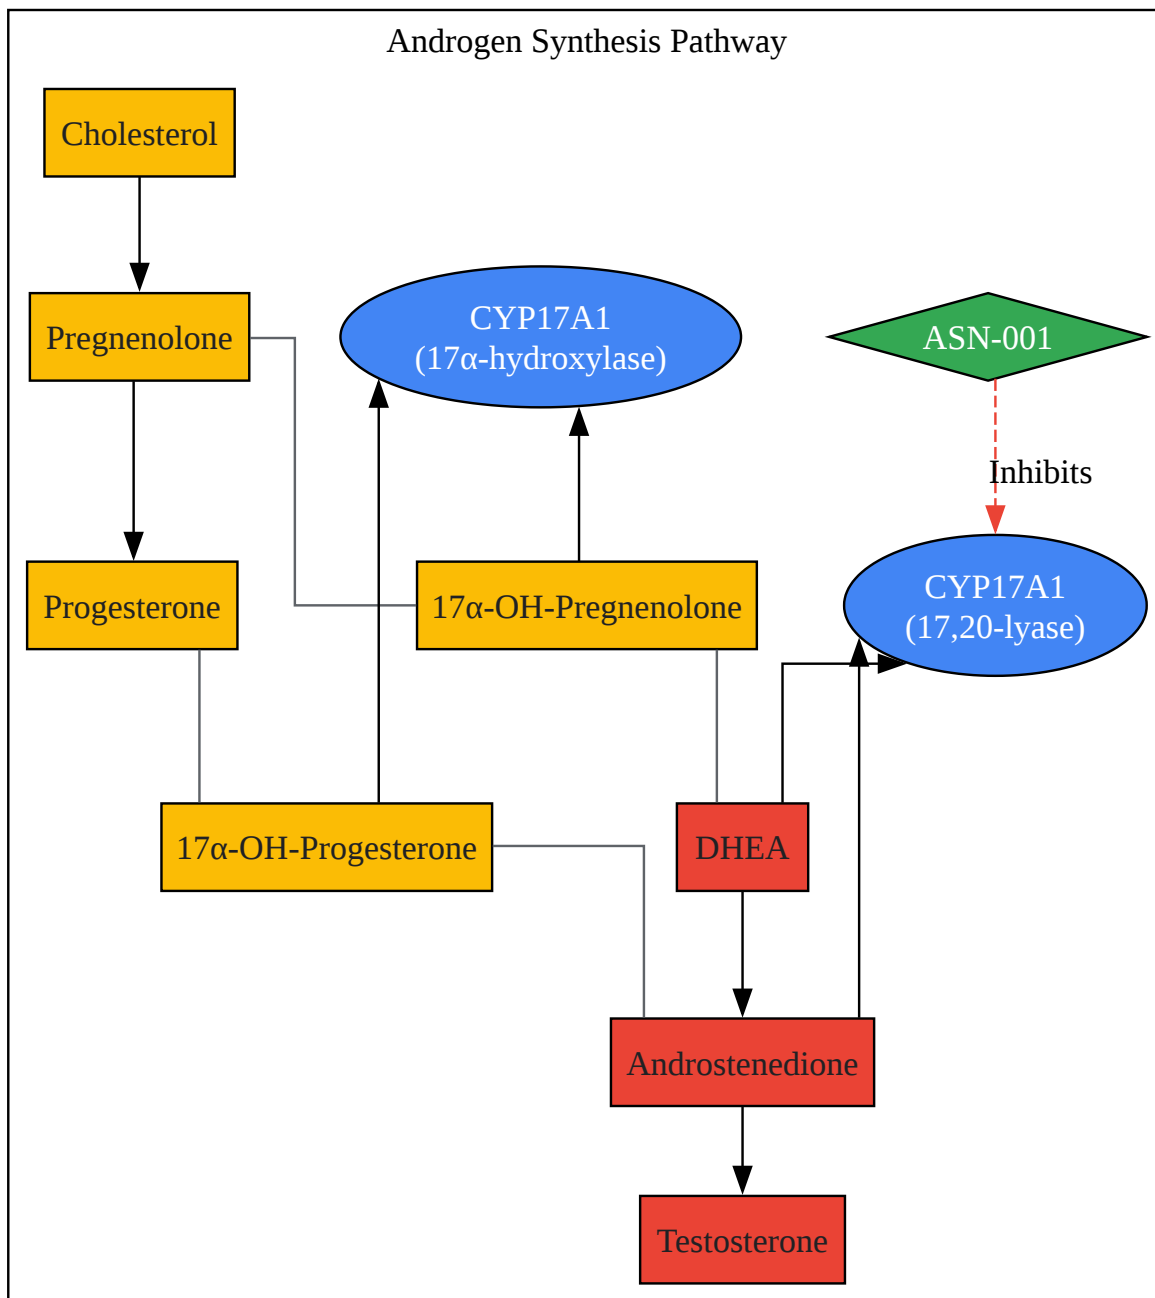 Androgen Synthesis Pathway
Cholesterol
Pregnenolone
CYP17A1
(17α-hydroxylase)
ASN-001
Inhibits
Progesterone
17α-OH-Pregnenolone
CYP17A1
(17,20-lyase)
17α-OH-Progesterone
DHEA
Androstenedione
Testosterone